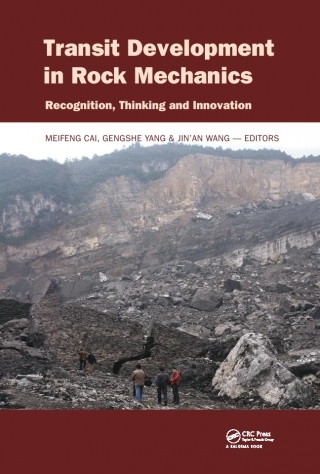 Transit Development
in Rock Mechanics
Recognition, Thinking and Innovation
MEIFENG CAI, GENGSHE YANG & JIN'AN WANG — EDITORS
CRC Press
Taylor & Francis Group
A BALKEMA BOOK